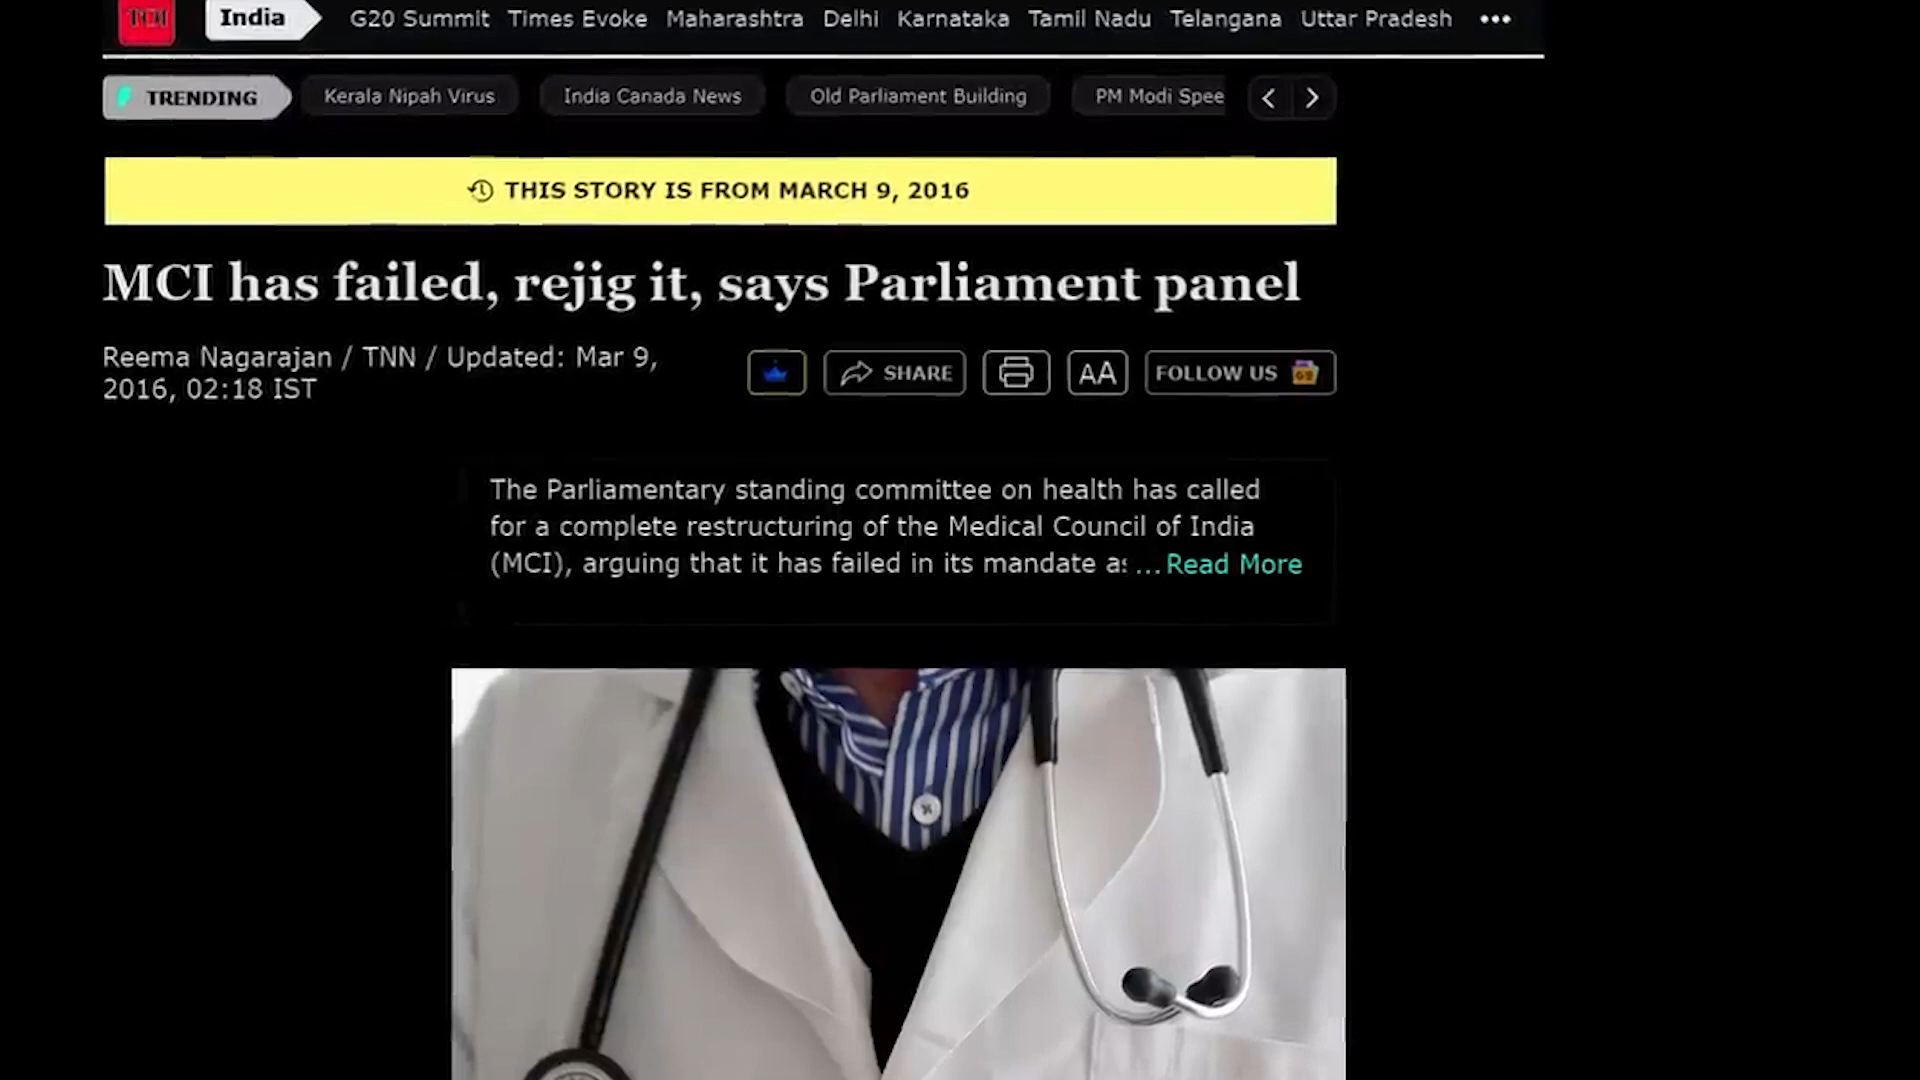 TOI India G20 Summit Times Evoke Maharashtra Delhi Karnataka Tamil Nadu Telangana Uttar Pradesh •••
TRENDING Kerala Nipah Virus India Canada News Old Parliament Building PM Modi Spee
THIS STORY IS FROM MARCH 9, 2016
MCI has failed, rejig it, says Parliament panel
Reema Nagarajan / TNN / Updated: Mar 9,
2016, 02:18 IST
SHARE AA FOLLOW US
The Parliamentary standing committee on health has called
for a complete restructuring of the Medical Council of India
(MCI), arguing that it has failed in its mandate as ... Read More